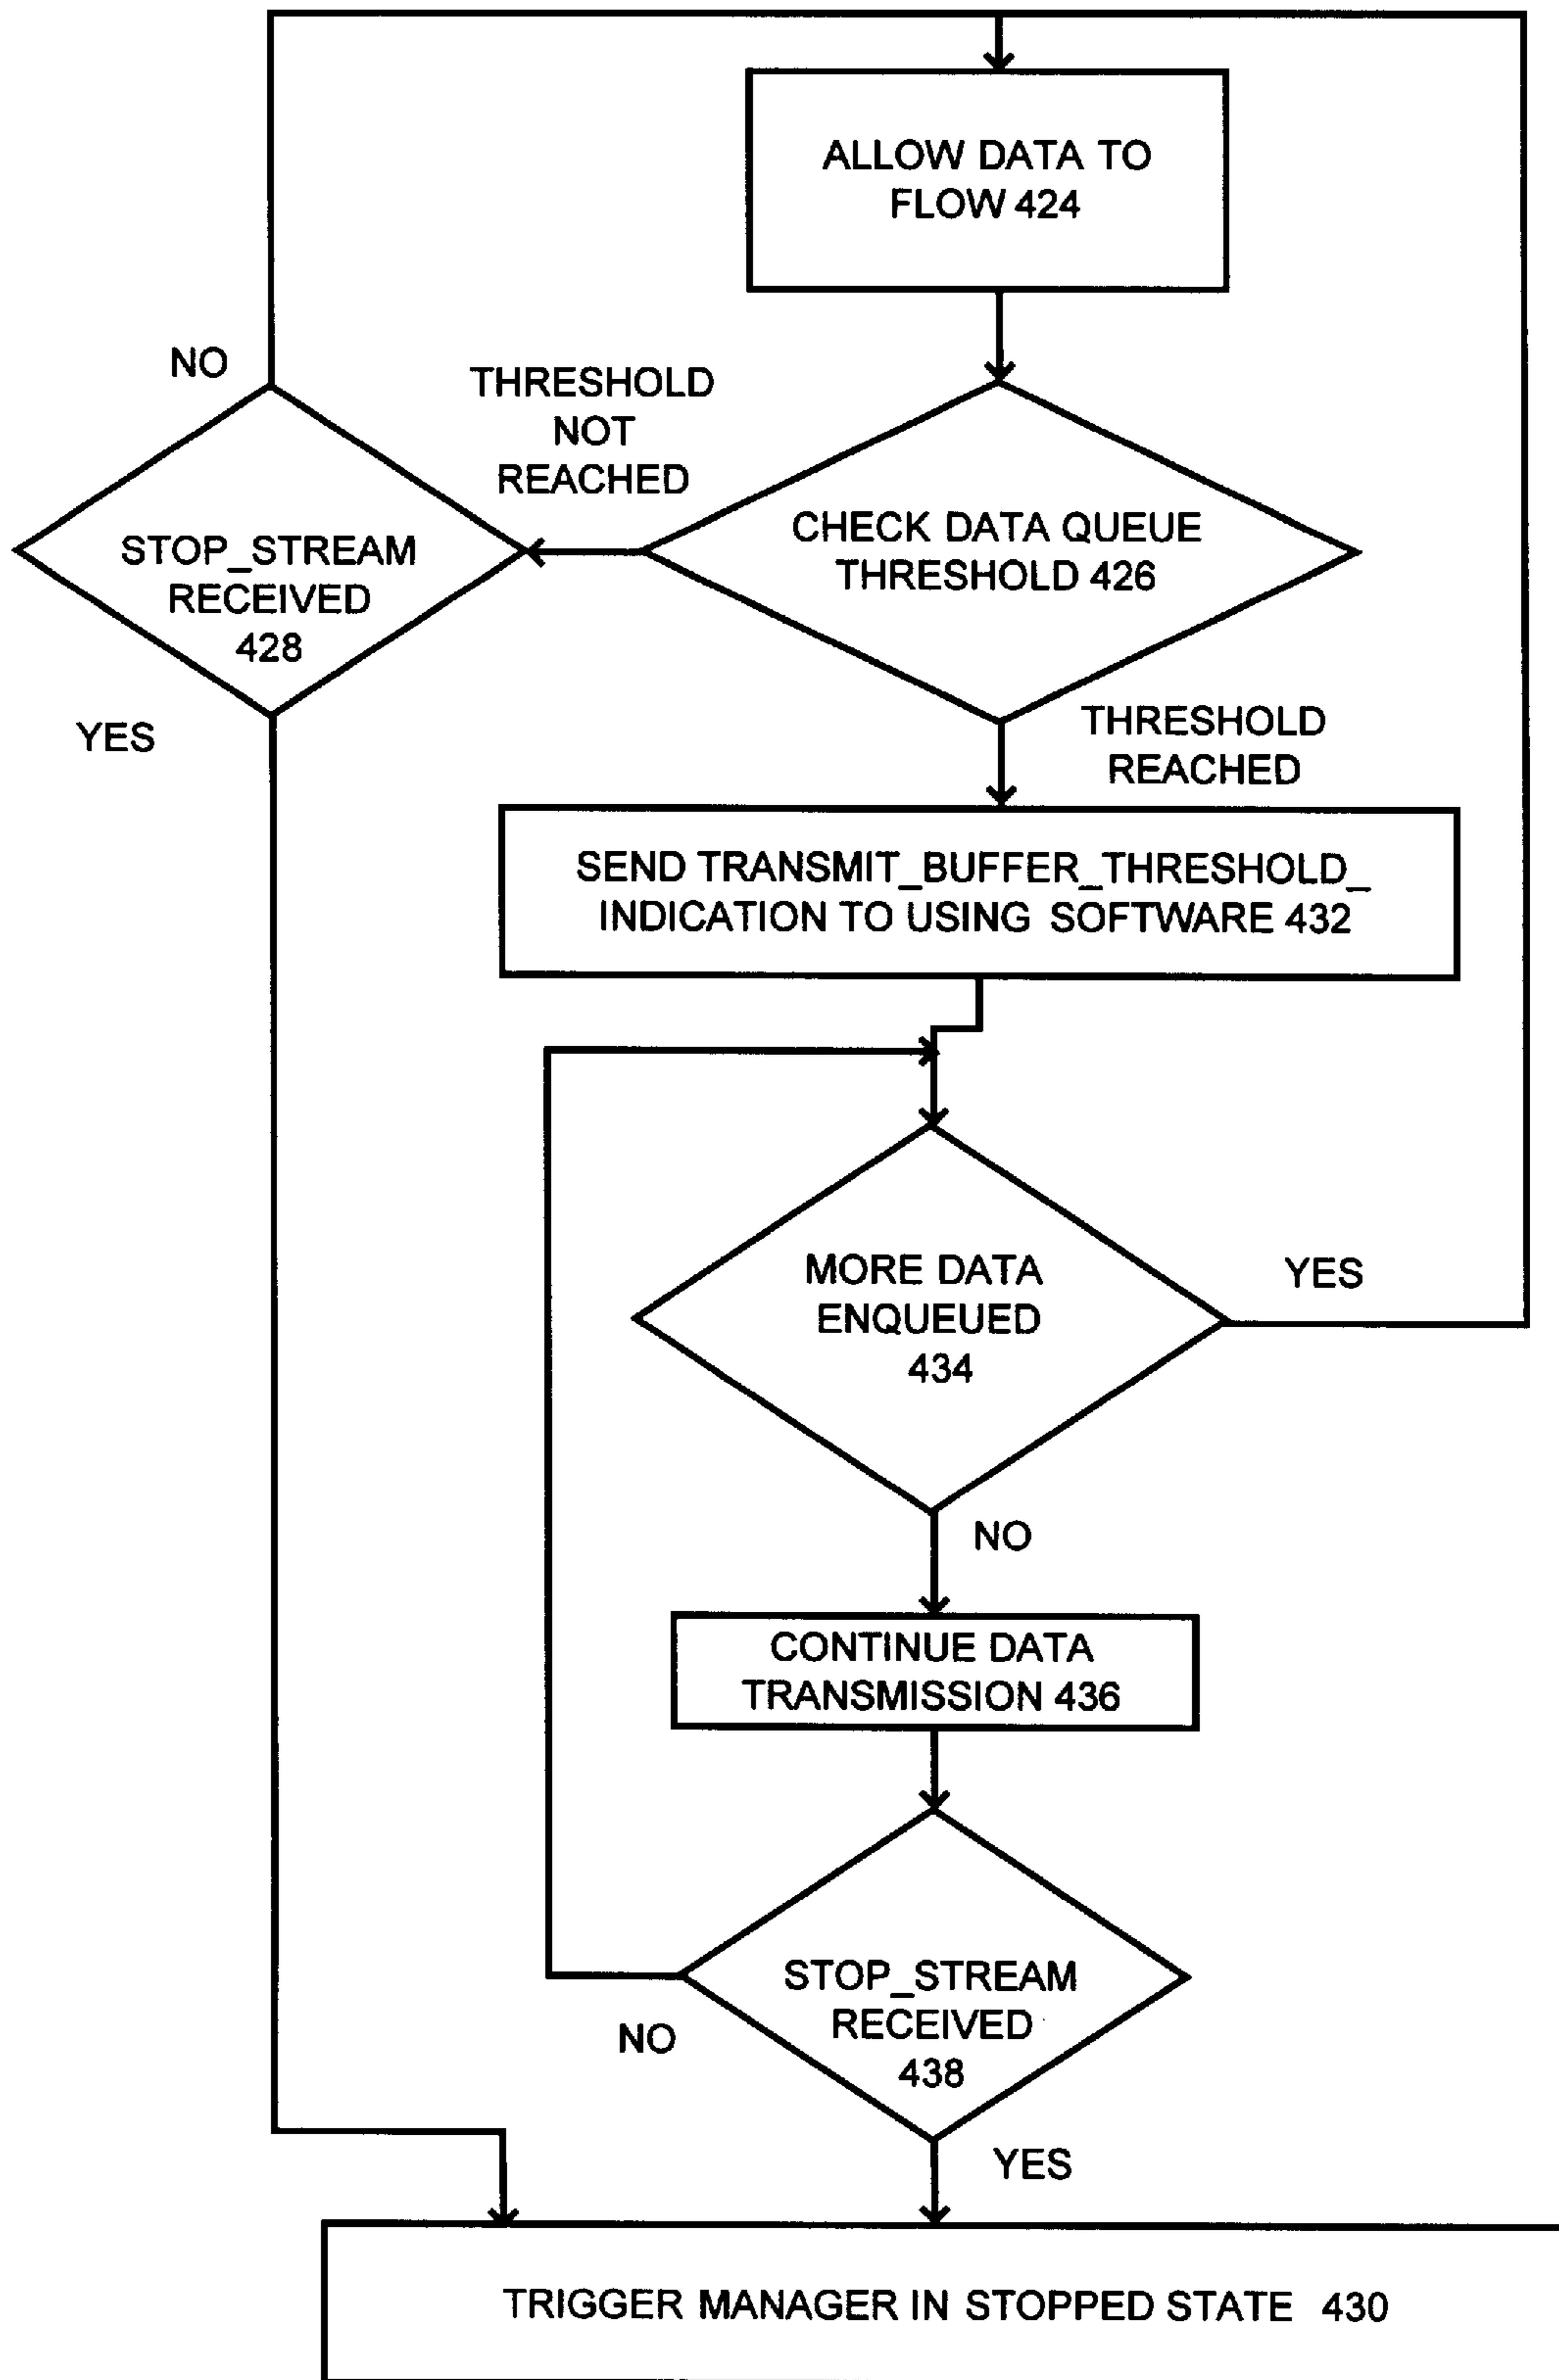 ALLOW DATA TO
FLOW 424
NO
THRESHOLD
NOT
REACHED
STOP_STREAM
RECEIVED
428
CHECK DATA QUEUE
THRESHOLD 426
YES
THRESHOLD
REACHED
SEND TRANSMIT_BUFFER_THRESHOLD_
INDICATION TO USING SOFTWARE 432
MORE DATA
ENQUEUED
434
YES
NO
CONTINUE DATA
TRANSMISSION 436
STOP_STREAM
RECEIVED
438
NO
YES
TRIGGER MANAGER IN STOPPED STATE 430